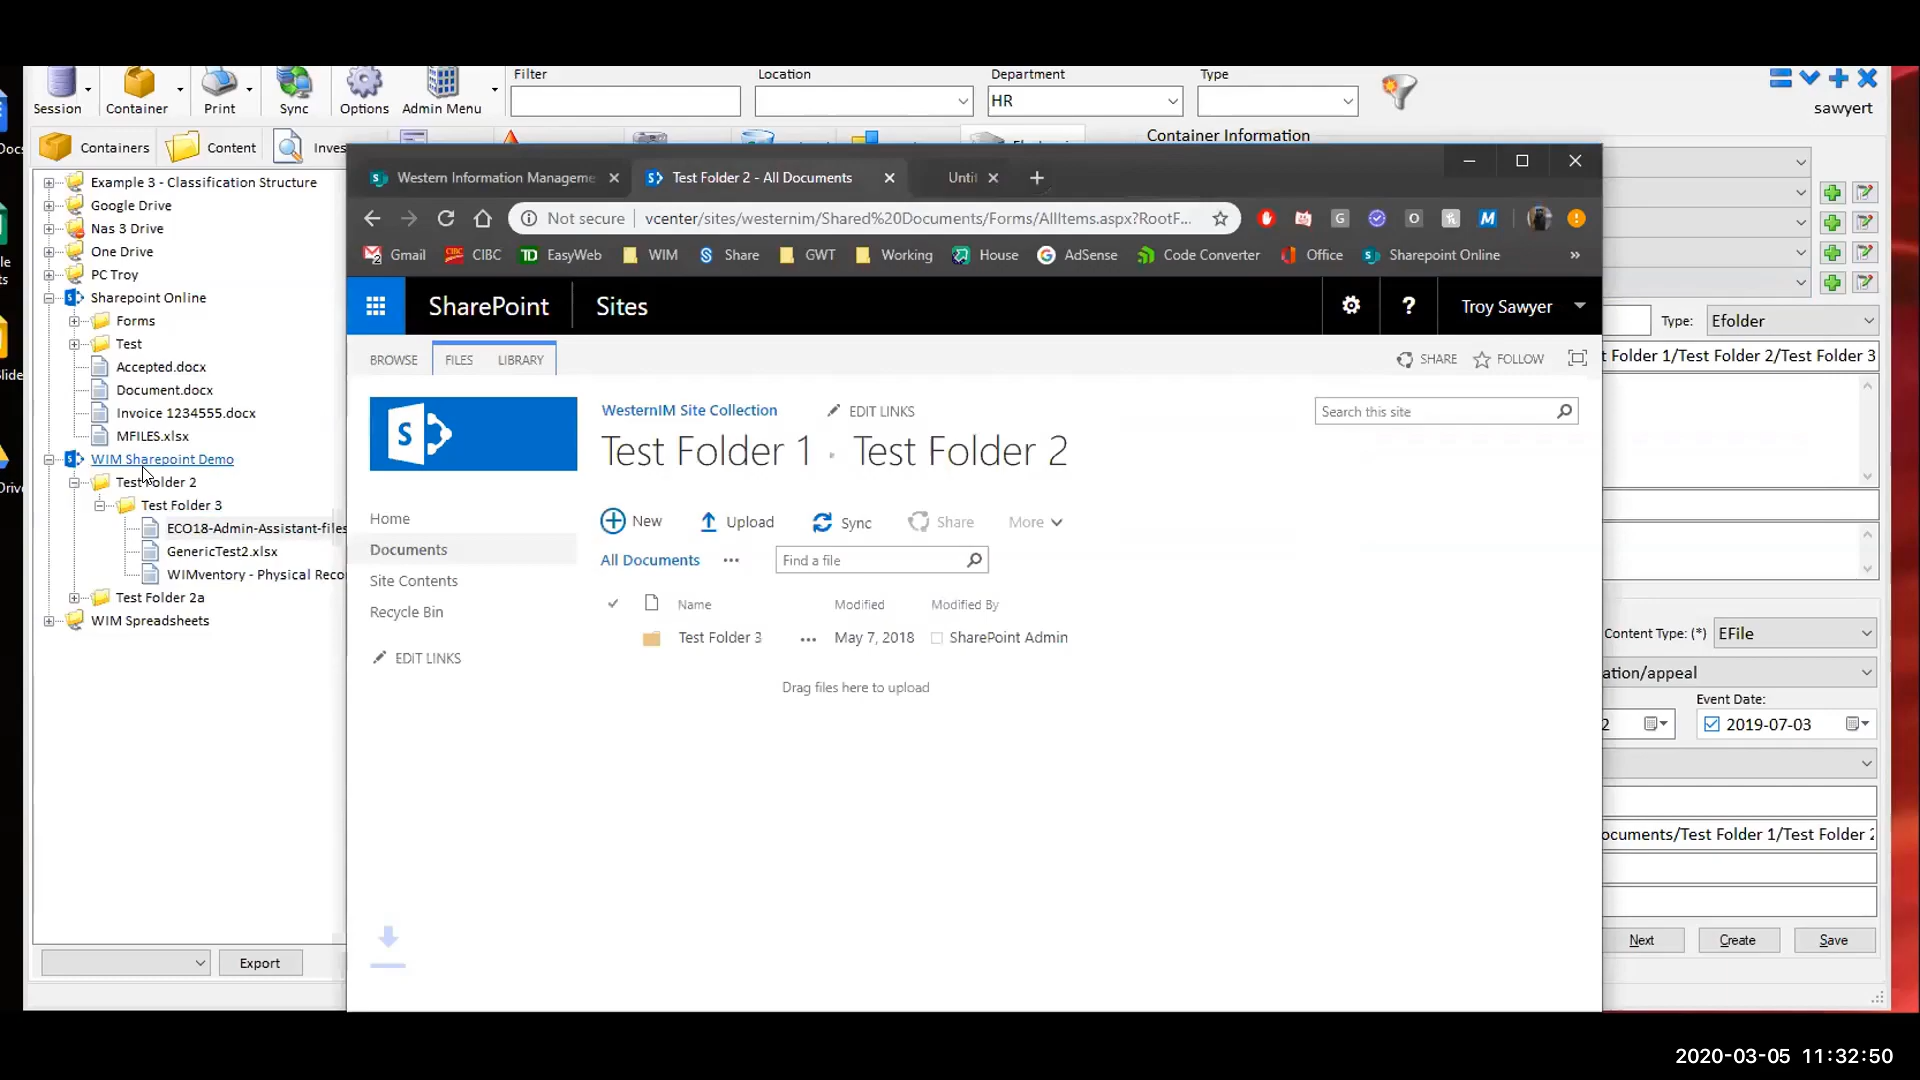 Session
Container
Print
Sync
Options
Admin Menu
Filter
Location
Department
HR
Type
sawyert
Containers
Content
Inves
Container Information
Example 3 - Classification Structure
Google Drive
Nas 3 Drive
One Drive
PC Troy
Sharepoint Online
Forms
Test
Accepted.docx
Document.docx
Invoice 1234555.docx
MFILES.xlsx
WIM Sharepoint Demo
Test Folder 2
Test Folder 3
ECO18-Admin-Assistant-files
GenericTest2.xlsx
WIMventory - Physical Reco
Test Folder 2a
WIM Spreadsheets
Export
Western Information Manageme
Test Folder 2 - All Documents
Untit
Not secure
vcenter/sites/westernim/Shared%20Documents/Forms/AllItems.aspx?RootF...
Gmail
CIBC
EasyWeb
WIM
Share
GWT
Working
House
AdSense
Code Converter
Office
Sharepoint Online
SharePoint
Sites
Troy Sawyer
BROWSE
FILES
LIBRARY
SHARE
FOLLOW
WesternIM Site Collection
EDIT LINKS
Search this site
Test Folder 1 Test Folder 2
Home
Documents
Site Contents
Recycle Bin
EDIT LINKS
New
Upload
Sync
Share
More
All Documents
Find a file
Name
Modified
Modified By
Test Folder 3
May 7, 2018
SharePoint Admin
Drag files here to upload
Type:
Efolder
t Folder 1/Test Folder 2/Test Folder 3
Content Type: (*)
EFile
ation/appeal
Event Date:
2
2019-07-03
ocuments/Test Folder 1/Test Folder 2
Next
Create
Save
2020-03-05 11:32:50